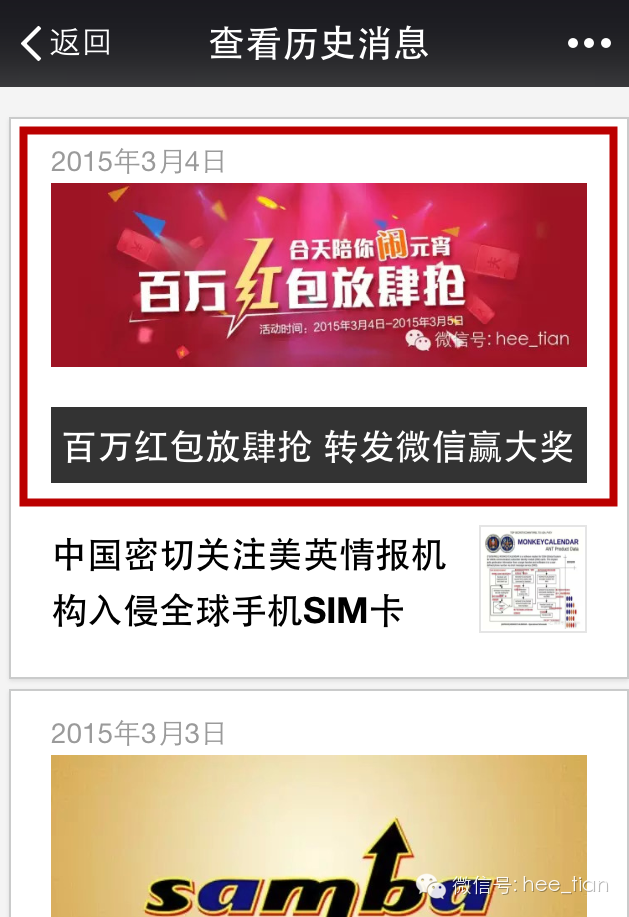 返回
查看历史消息
2015年3月4日
合天陪你闹元宵
百万红包放肆抢
活动时间：2015年3月4日-2015年3月5日
微信号: hee_tian
百万红包放肆抢 转发微信赢大奖
中国密切关注美英情报机
构入侵全球手机SIM卡
MONKEYCALENDAR
ANT Product Data
2015年3月3日
samba
微信号: hee_tian